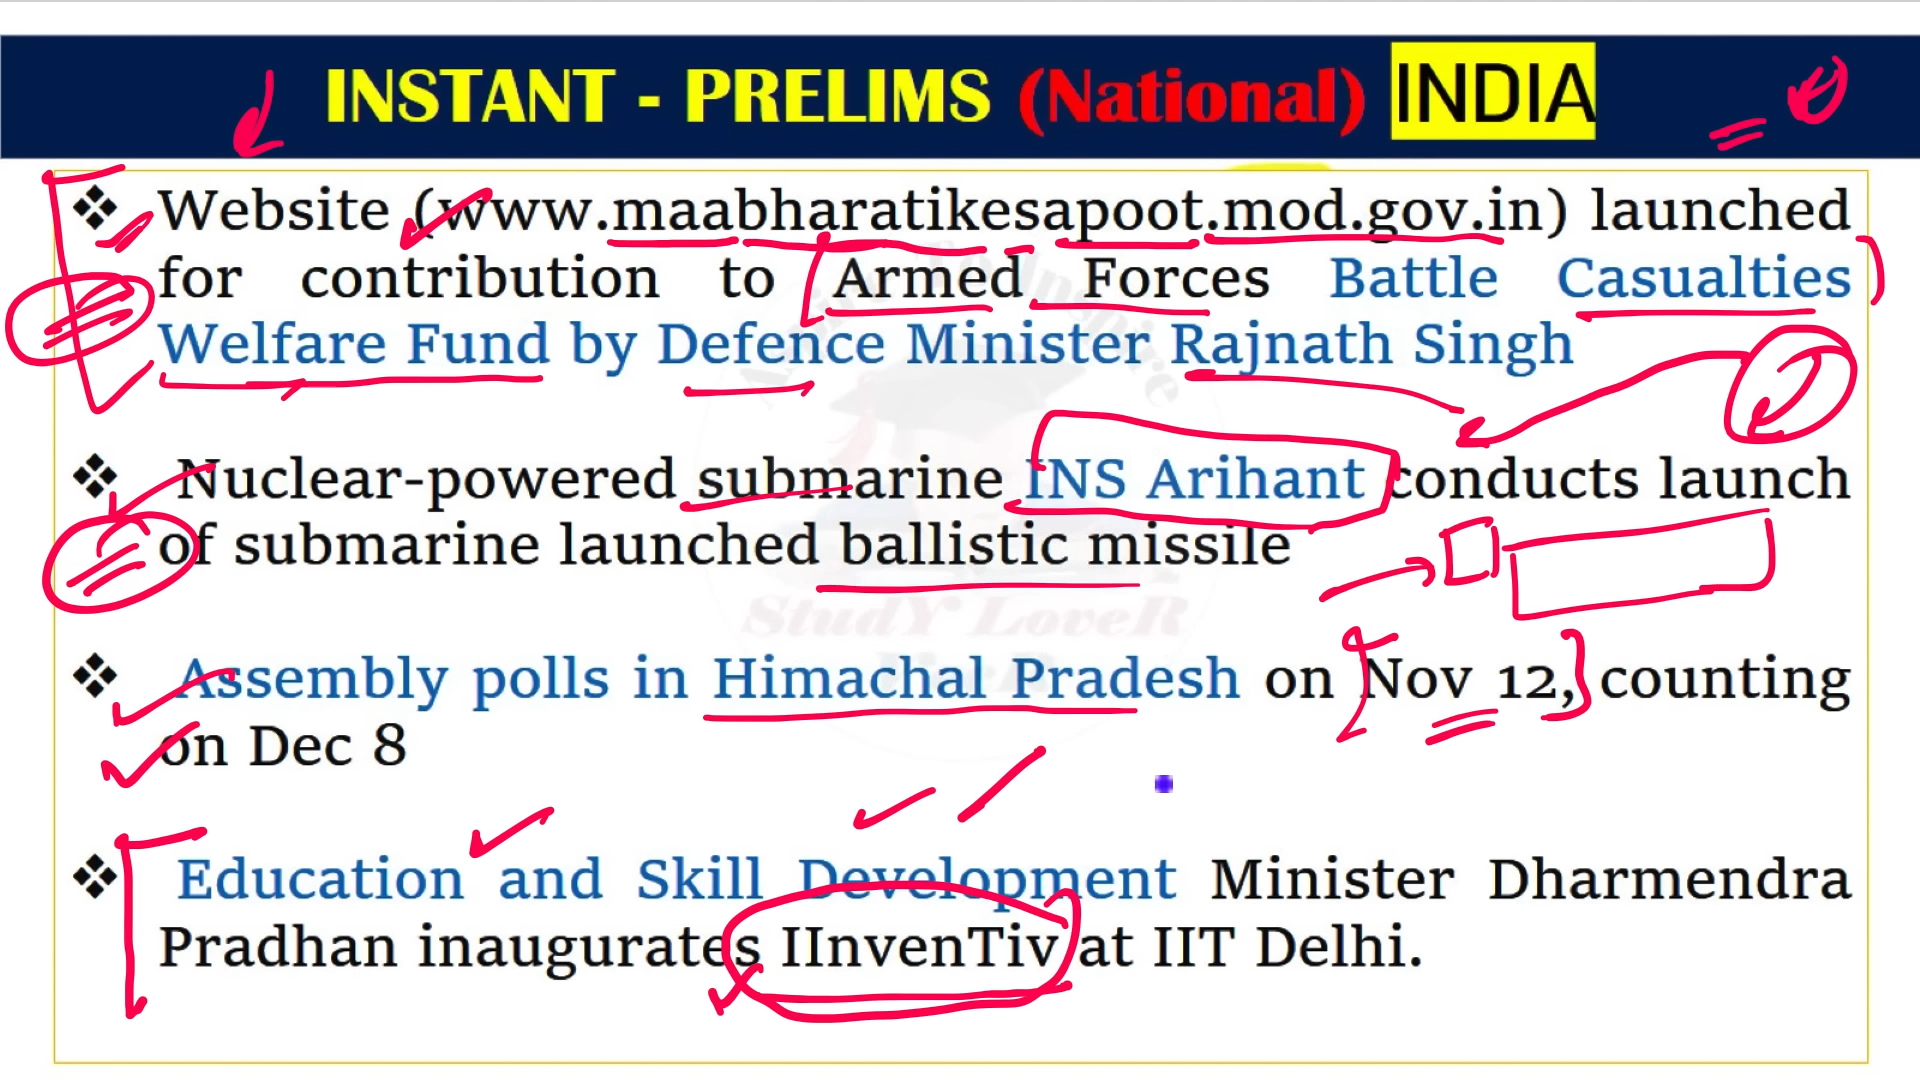 INSTANT - PRELIMS (National) INDIA
❖ Website (www.maabharatikesapoot.mod.gov.in) launched
for contribution to Armed Forces Battle Casualties
Welfare Fund by Defence Minister Rajnath Singh
❖ Nuclear-powered submarine INS Arihant conducts launch
of submarine launched ballistic missile
StudY LoveR
❖ Assembly polls in Himachal Pradesh on Nov 12, counting
on Dec 8
❖ Education and Skill Development Minister Dharmendra
Pradhan inaugurates IInvenTiv at IIT Delhi.